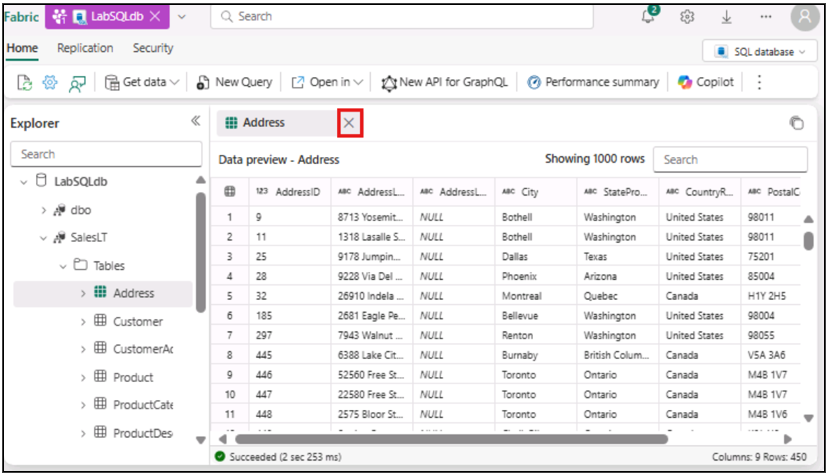 Fabric LabSQLdb Search 2 A
Home Replication Security SQL database
Get data New Query Open in New API for GraphQL Performance summary Copilot
Explorer
Search
LabSQLdb
dbo
SalesLT
Tables
Address
Customer
CustomerAc
Product
ProductCate
ProductDes
Address
Data preview - Address Showing 1000 rows Search
123 AddressID ABC AddressL... ABC AddressL... ABC City ABC StatePro... ABC CountryR... ABC PostalC
1 9 8713 Yosemit... NULL Bothell Washington United States 98011
2 11 1318 Lasalle S... NULL Bothell Washington United States 98011
3 25 9178 Jumpin... NULL Dallas Texas United States 75201
4 28 9228 Via Del ... NULL Phoenix Arizona United States 85004
5 32 26910 Indela ... NULL Montreal Quebec Canada H1Y 2H5
6 185 2681 Eagle Pe... NULL Bellevue Washington United States 98004
7 297 7943 Walnut ... NULL Renton Washington United States 98055
8 445 6388 Lake Cit... NULL Burnaby British Colum... Canada V5A 3A6
9 446 52560 Free St... NULL Toronto Ontario Canada M4B 1V7
10 447 22580 Free St... NULL Toronto Ontario Canada M4B 1V7
11 448 2575 Bloor St... NULL Toronto Ontario Canada M4B 1V6
Succeeded (2 sec 253 ms) Columns: 9 Rows: 450